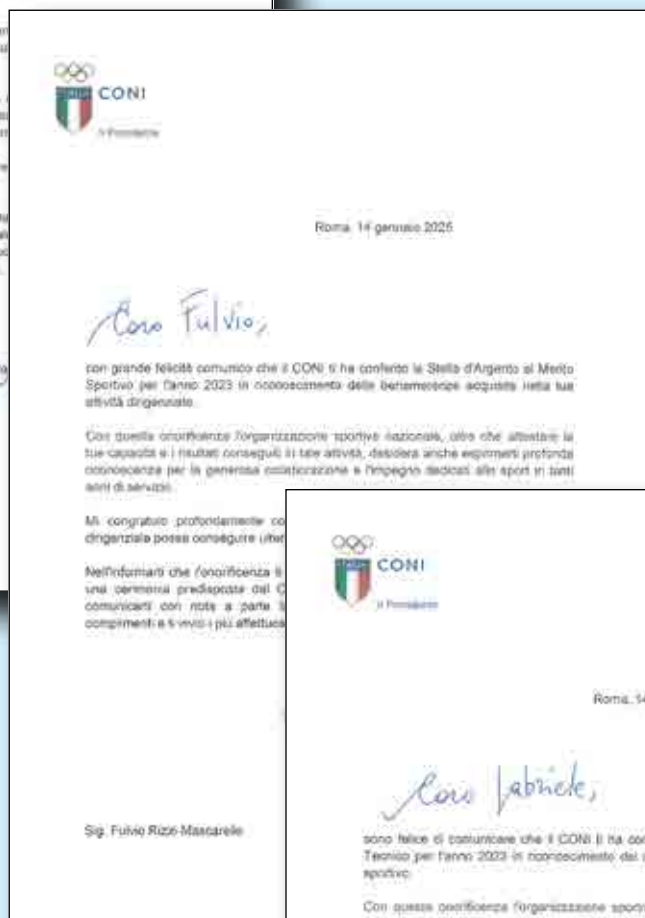 CONI
Il Presidente
Roma, 14 gennaio 2025
Caro Fulvio,
con grande felicità comunico che il CONI ti ha conferito la Stella d'Argento al Merito
Sportivo per l'anno 2023 in riconoscimento delle benemerenze acquisite nella tua
attività dirigenziale.
Con questa onorificenza l'organizzazione sportiva nazionale, oltre che attestare le
tue capacità e i risultati conseguiti in tale attività, desidera anche esprimerti profonda
riconoscenza per la generosa collaborazione e l'impegno dedicati allo sport in tanti
anni di servizio.
Mi congratulo profondamente
dirigenziale possa conseguire
Nell'informarti che l'onorificenza ti
una cerimonia predisposta dal
comunicarti con nota a parte
complimenti e ti invio i più
Sig. Fulvio Rizzi-Mascarello
CONI
Il Presidente
Roma, 14
Caro Gabriele,
sono felice di comunicare che il CONI ti ha
Tecnico per l'anno 2023 in riconoscimento dei
sportivo.
Con questa onorificenza l'organizzazione